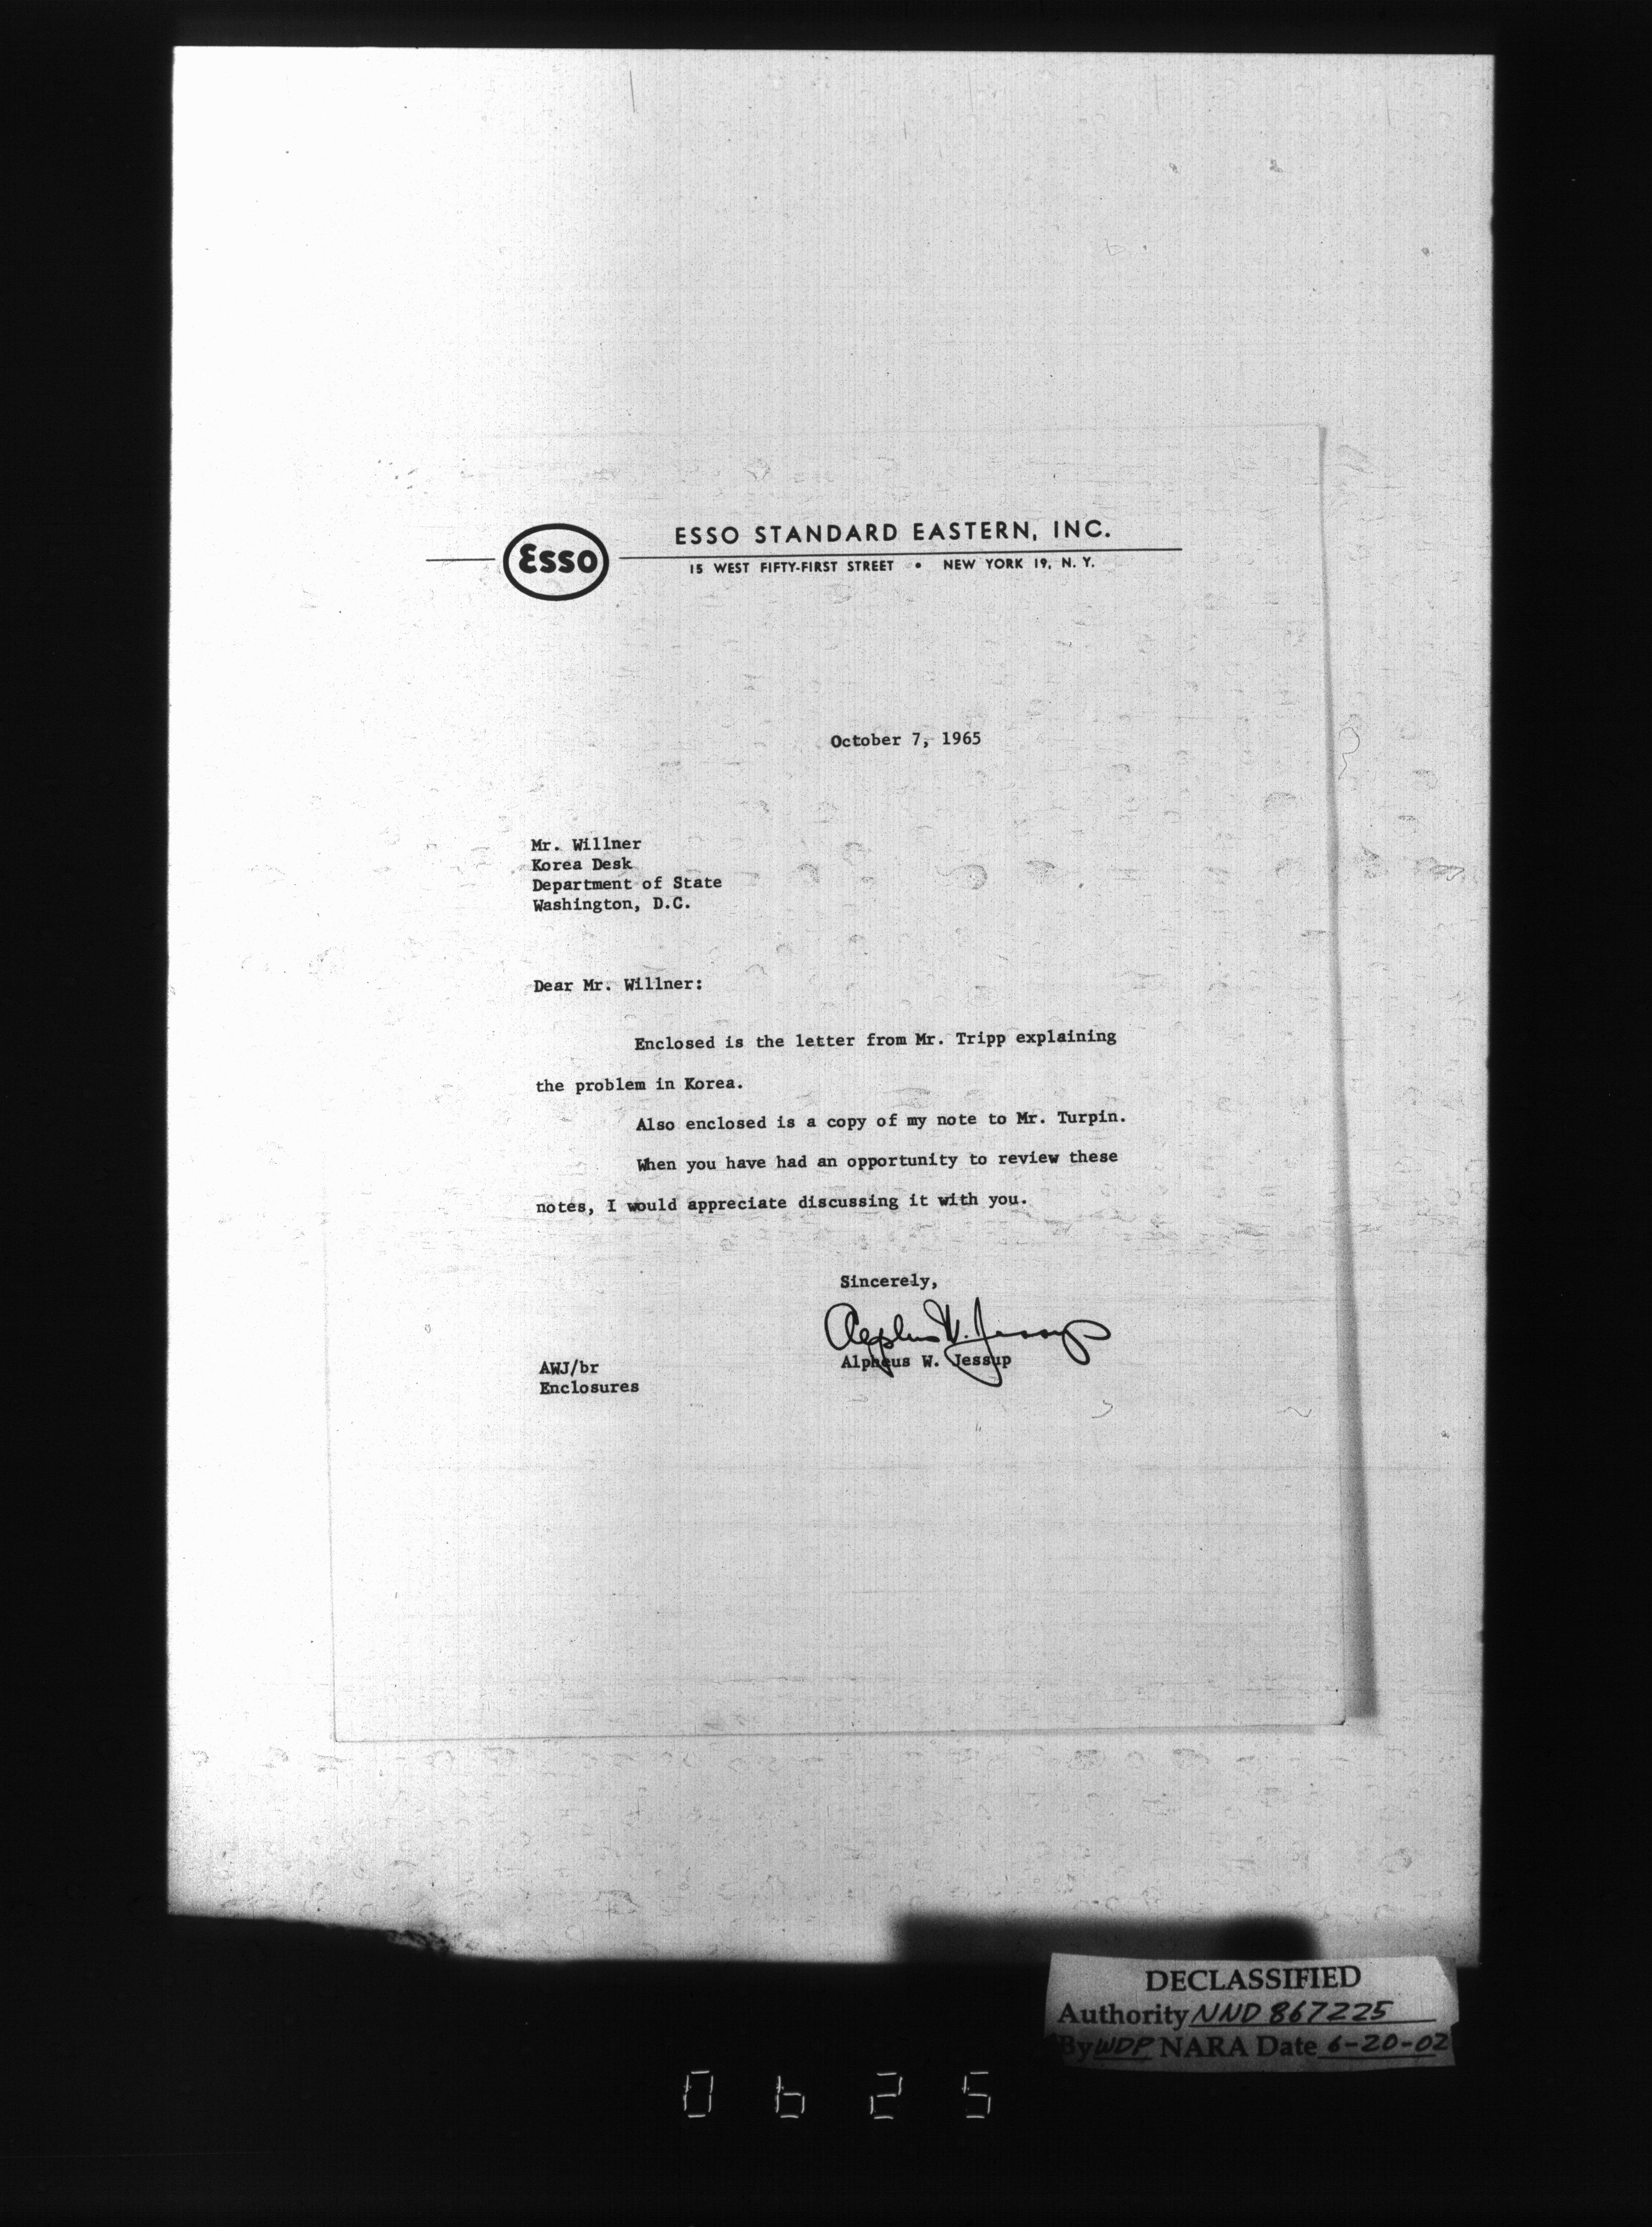 Esso
ESSO STANDARD EASTERN, INC.
15 WEST FIFTY-FIRST STREET • NEW YORK 19, N. Y.
October 7, 1965
Mr. Willner
Korea Desk
Department of State
Washington, D.C.
Dear Mr. Willner:
Enclosed is the letter from Mr. Tripp explaining
the problem in Korea.
Also enclosed is a copy of my note to Mr. Turpin.
When you have had an opportunity to review these
notes, I would appreciate discussing it with you.
Sincerely,
Alpheus W. Jessup
Alpheus W. Jessup
AWJ/br
Enclosures
DECLASSIFIED
Authority NND 867225
By WDP NARA Date 6-20-02
0625